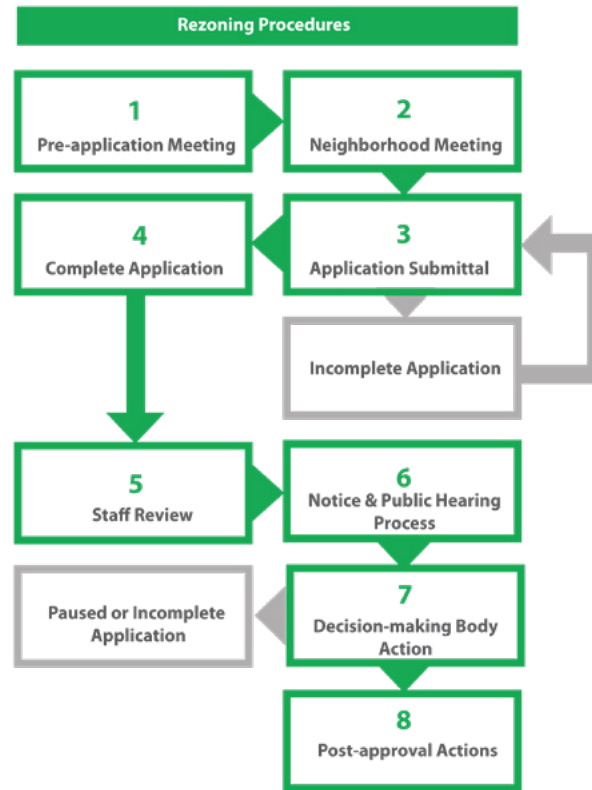 Rezoning Procedures
1
Pre-application Meeting
2
Neighborhood Meeting
3
Application Submittal
4
Complete Application
Incomplete Application
5
Staff Review
6
Notice & Public Hearing
Process
7
Decision-making Body
Action
Paused or Incomplete
Application
8
Post-approval Actions